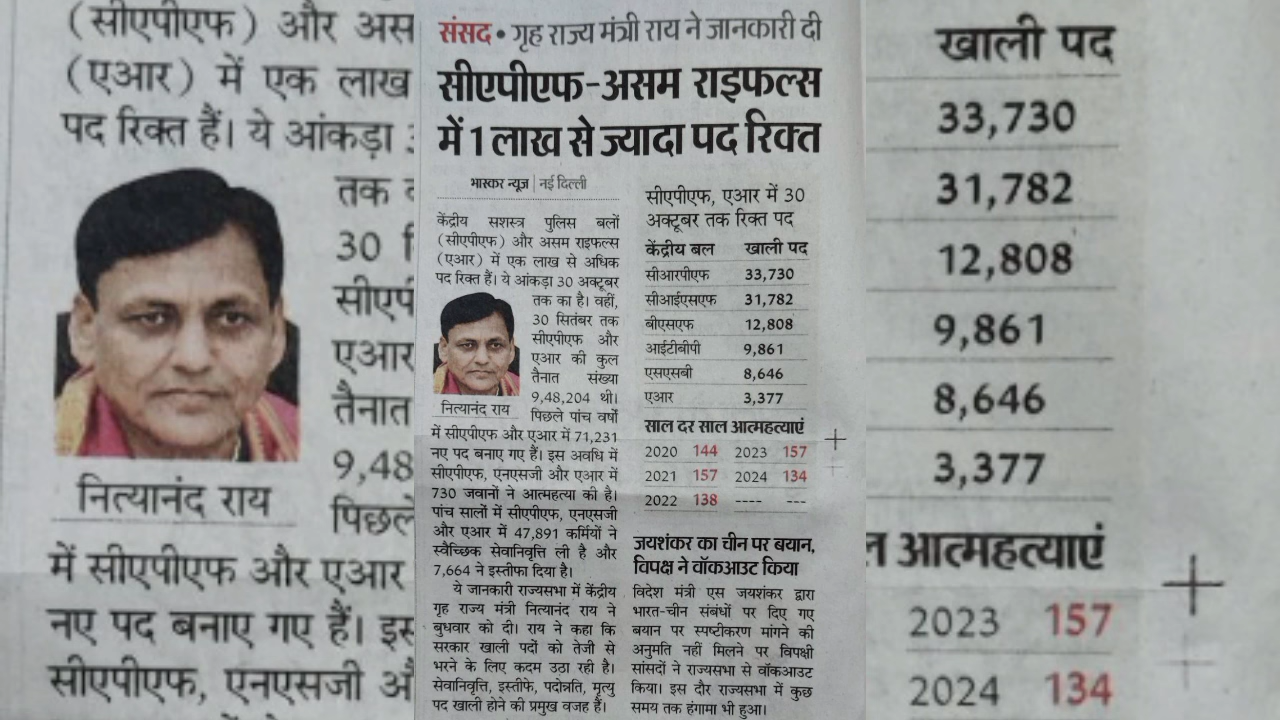 (सीएपीएफ) और अस
(एआर) में एक लाख
पद रिक्त हैं। ये आंकड़ा
तक
30
सीएपी
एआर
तैनात
9,48
नित्यानंद राय
पिछले
में सीएपीएफ और एआर
नए पद बनाए गए हैं। इस
सीएपीएफ, एनएसजी
संसद • गृह राज्य मंत्री राय ने जानकारी दी
सीएपीएफ-असम राइफल्स
में 1 लाख से ज्यादा पद रिक्त
भास्कर न्यूज | नई दिल्ली
केंद्रीय सशस्त्र पुलिस बलों
(सीएपीएफ) और असम राइफल्स
(एआर) में एक लाख से अधिक
पद रिक्त हैं। ये आंकड़ा 30 अक्टूबर
तक का है। वहीं,
30 सितंबर तक
सीएपीएफ और
एआर की कुल
तैनात संख्या
9,48,204 थी।
नित्यानंद राय
पिछले पांच वर्षों
में सीएपीएफ और एआर में 71,231
नए पद बनाए गए हैं। इस अवधि में
सीएपीएफ, एनएसजी और एआर में
730 जवानों ने आत्महत्या की है।
पांच सालों में सीएपीएफ, एनएसजी
और एआर में 47,891 कर्मियों ने
स्वैच्छिक सेवानिवृत्ति ली है और
7,664 ने इस्तीफा दिया है।
ये जानकारी राज्यसभा में केंद्रीय
गृह राज्य मंत्री नित्यानंद राय ने
बुधवार को दी। राय ने कहा कि
सरकार खाली पदों को तेजी से
भरने के लिए कदम उठा रही है।
सेवानिवृत्ति, इस्तीफे, पदोन्नति, मृत्यु
पद खाली होने की प्रमुख वजह हैं।
सीएपीएफ, एआर में 30
अक्टूबर तक रिक्त पद
केंद्रीय बल खाली पद
सीआरपीएफ 33,730
सीआईएसएफ 31,782
बीएसएफ 12,808
आईटीबीपी 9,861
एसएसबी 8,646
एआर 3,377
साल दर साल आत्महत्याएं
2020 144 2023 157
2021 157 2024 134
2022 138 ---- ---
जयशंकर का चीन पर बयान,
विपक्ष ने वॉकआउट किया
विदेश मंत्री एस जयशंकर द्वारा
भारत-चीन संबंधों पर दिए गए
बयान पर स्पष्टीकरण मांगने की
अनुमति नहीं मिलने पर विपक्षी
सांसदों ने राज्यसभा से वॉकआउट
किया। इस दौर राज्यसभा में कुछ
समय तक हंगामा भी हुआ।
खाली पद
33,730
31,782
12,808
9,861
8,646
3,377
ल आत्महत्याएं
2023 157
2024 134